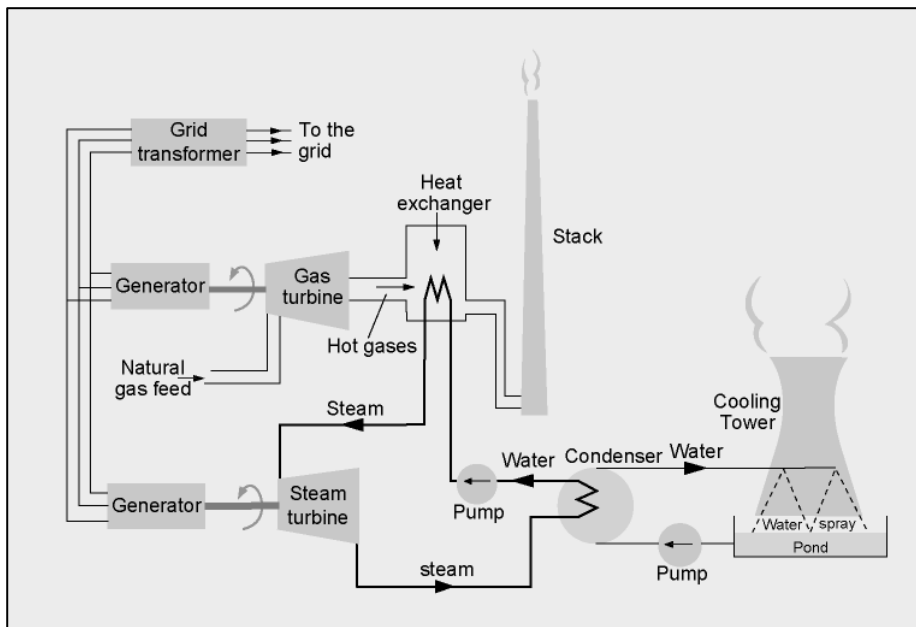 Grid
transformer
To the
grid
Heat
exchanger
Stack
Generator
Gas
turbine
Hot gases
Natural
gas feed
Steam
Cooling
Tower
Water
Condenser
Water
Generator
Steam
turbine
Pump
Water
spray
Pond
steam
Pump